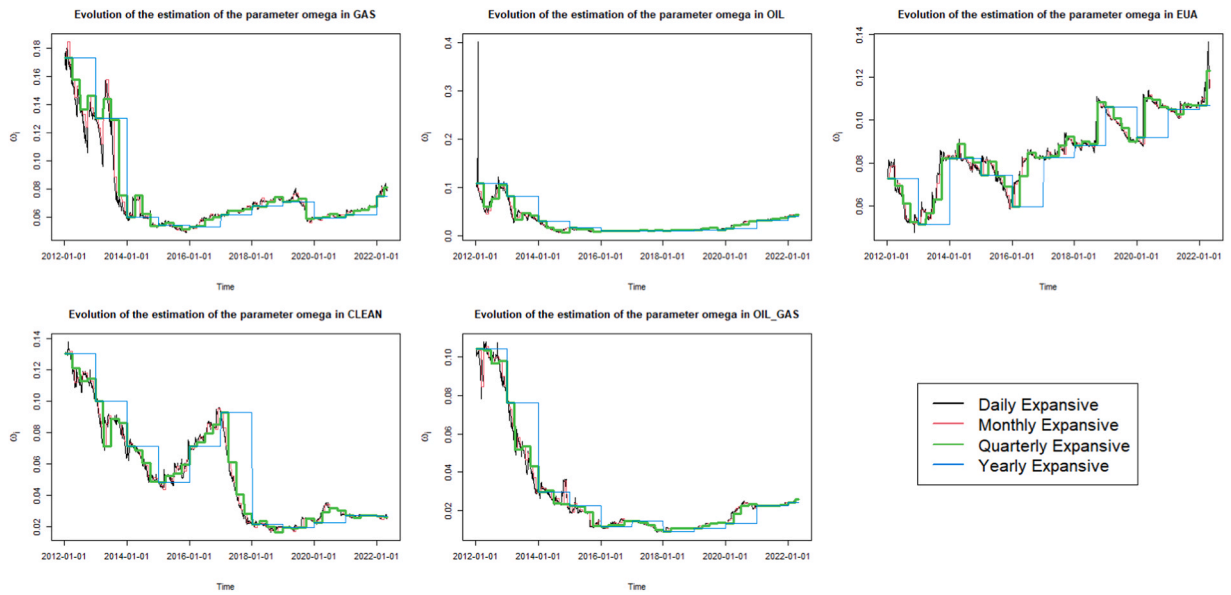 Evolution of the estimation of the parameter omega in GAS
ω_i
0.18
0.16
0.14
0.12
0.10
0.08
0.06
2012-01-01 2014-01-01 2016-01-01 2018-01-01 2020-01-01 2022-01-01
Time
Evolution of the estimation of the parameter omega in OIL
ω_i
0.4
0.3
0.2
0.1
0.0
2012-01-01 2014-01-01 2016-01-01 2018-01-01 2020-01-01 2022-01-01
Time
Evolution of the estimation of the parameter omega in EUA
ω_i
0.14
0.12
0.10
0.08
0.06
2012-01-01 2014-01-01 2016-01-01 2018-01-01 2020-01-01 2022-01-01
Time
Evolution of the estimation of the parameter omega in CLEAN
ω_i
0.14
0.12
0.10
0.08
0.06
0.04
0.02
2012-01-01 2014-01-01 2016-01-01 2018-01-01 2020-01-01 2022-01-01
Time
Evolution of the estimation of the parameter omega in OIL_GAS
ω_i
0.10
0.08
0.06
0.04
0.02
2012-01-01 2014-01-01 2016-01-01 2018-01-01 2020-01-01 2022-01-01
Time
Daily Expansive
Monthly Expansive
Quarterly Expansive
Yearly Expansive